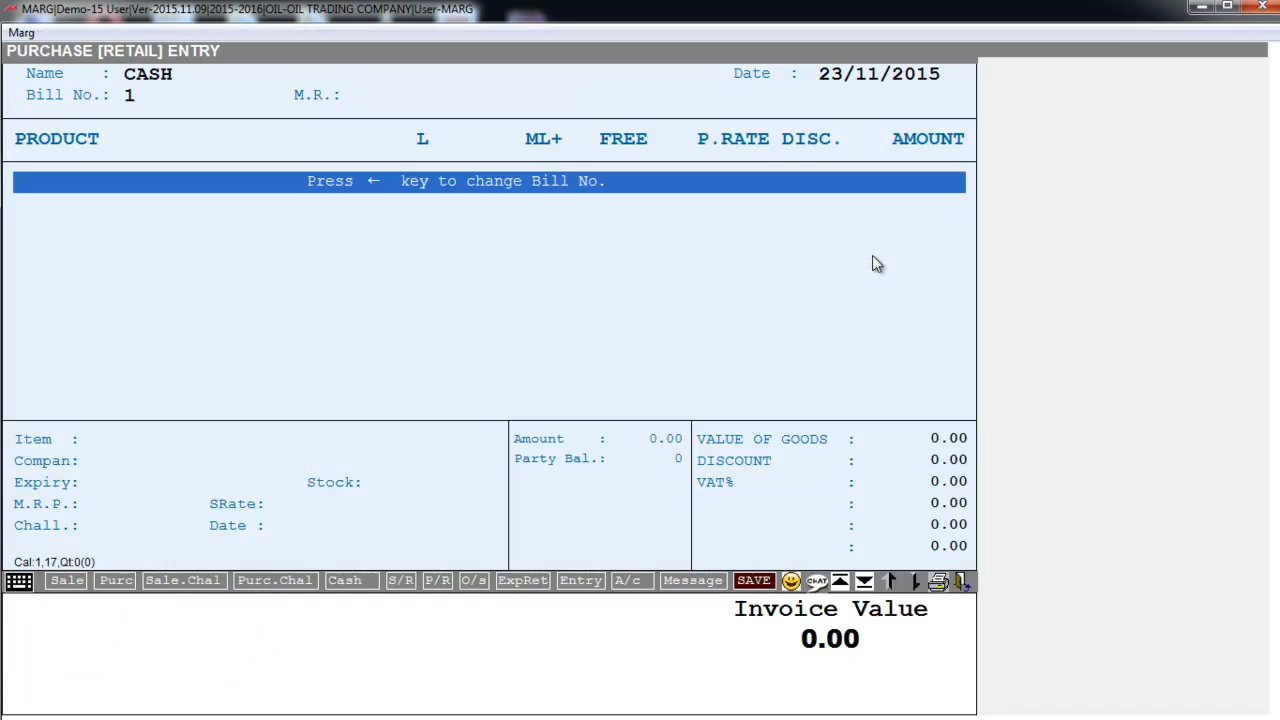 MARG|Demo-15 User|Ver-2015.11.09|2015-2016|OIL-OIL TRADING COMPANY|User-MARG
Marg
PURCHASE [RETAIL] ENTRY
Name : CASH Date : 23/11/2015
Bill No.: 1 M.R.:
PRODUCT L ML+ FREE P.RATE DISC. AMOUNT
Press ← key to change Bill No.
Item : Amount : 0.00 VALUE OF GOODS : 0.00
Compan: Party Bal.: 0 DISCOUNT : 0.00
Expiry: Stock: VAT% : 0.00
M.R.P.: SRate: : 0.00
Chall.: Date : : 0.00
: 0.00
Cal:1,17,Qt:0(0)
Sale Purc Sale.Chal Purc.Chal Cash S/R P/R O/s ExpRet Entry A/c Message SAVE CHAT
Invoice Value
0.00